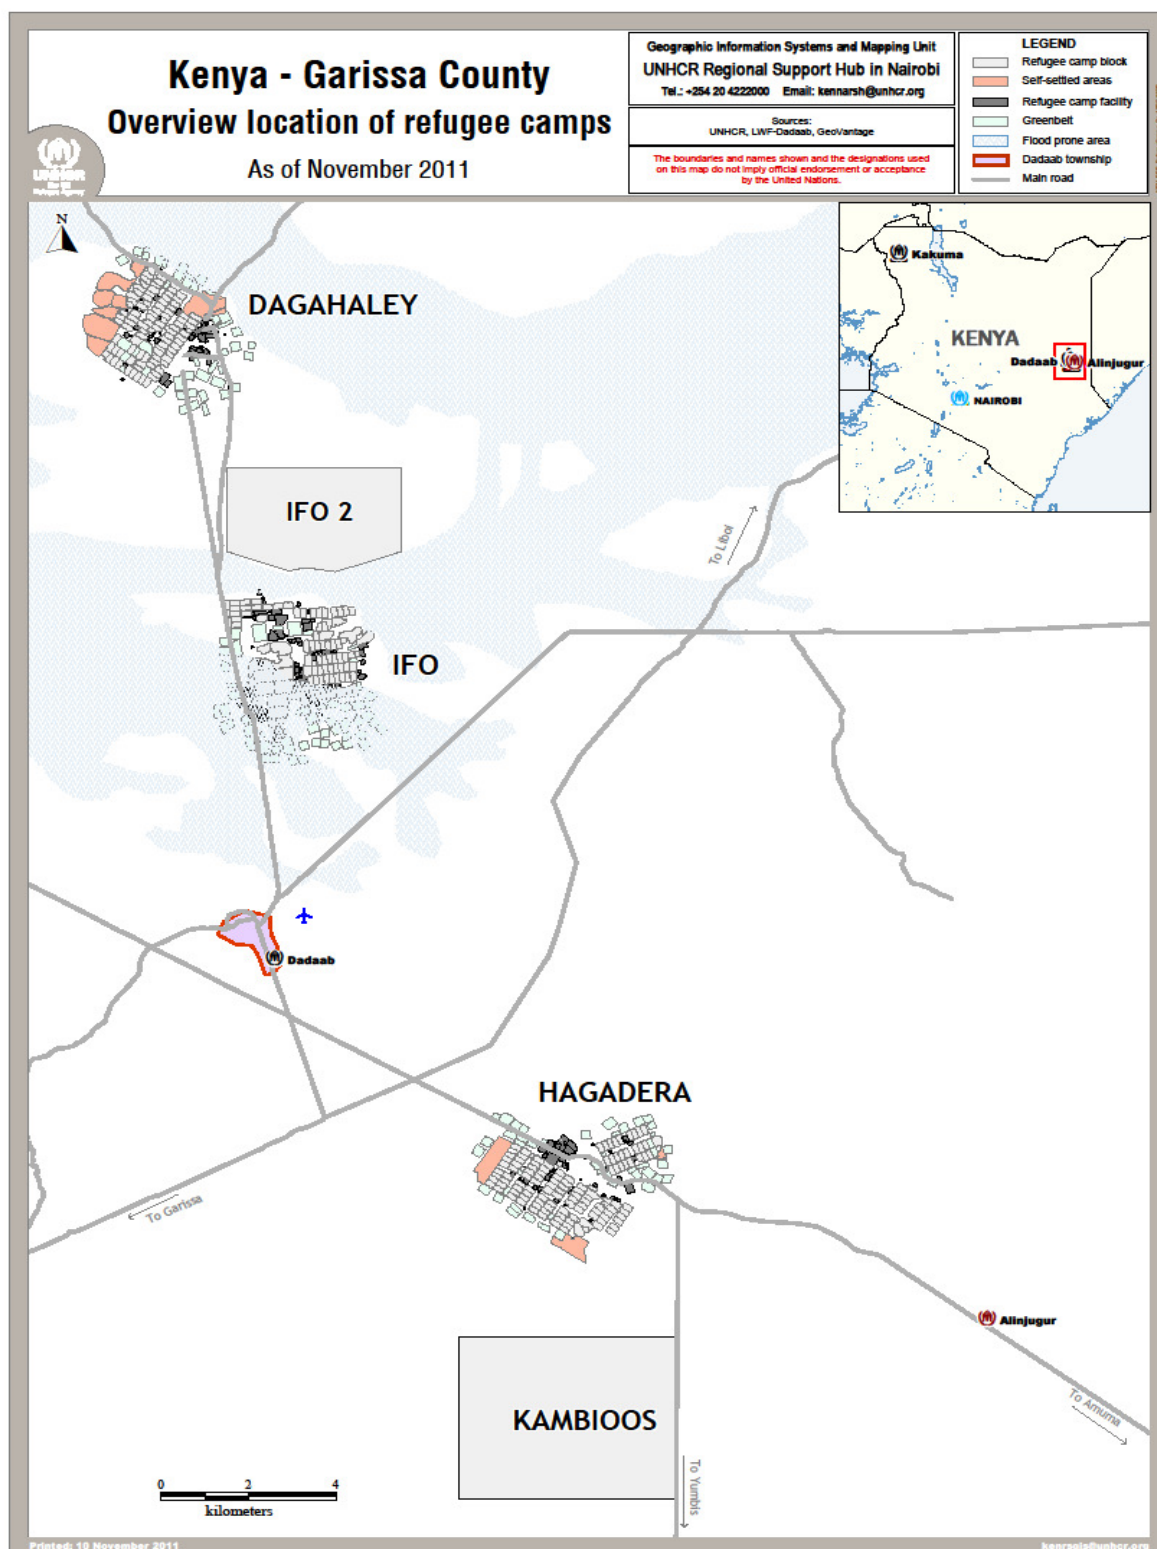 Kenya - Garissa County
Overview location of refugee camps
As of November 2011
UNHCR
Geographic Information Systems and Mapping Unit
UNHCR Regional Support Hub in Nairobi
Tel.: +254 20 4222000 Email: kennarsh@unhcr.org
Sources:
UNHCR, LWF-Dadaab, GeoVantage
The boundaries and names shown and the designations used
on this map do not imply official endorsement or acceptance
by the United Nations.
LEGEND
Refugee camp block
Self-settled areas
Refugee camp facility
Greenbelt
Flood prone area
Dadaab township
Main road
N
Kakuma
KENYA
Dadaab
Alinjugur
NAIROBI
DAGAHALEY
IFO 2
To Liboi
IFO
Dadaab
HAGADERA
To Garissa
Alinjugur
To Amuma
KAMBIOOS
To Yumbis
0 2 4
kilometers
Printed: 10 November 2011
kenrsgis@unhcr.org